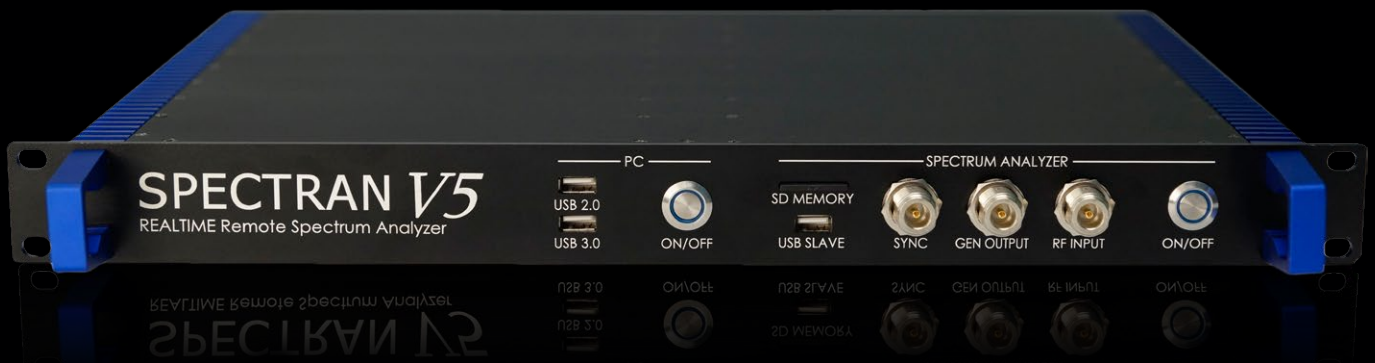 SPECTRAN V5
REALTIME Remote Spectrum Analyzer
PC
USB 2.0
USB 3.0
ON/OFF
SPECTRUM ANALYZER
SD MEMORY
USB SLAVE
SYNC
GEN OUTPUT
RF INPUT
ON/OFF